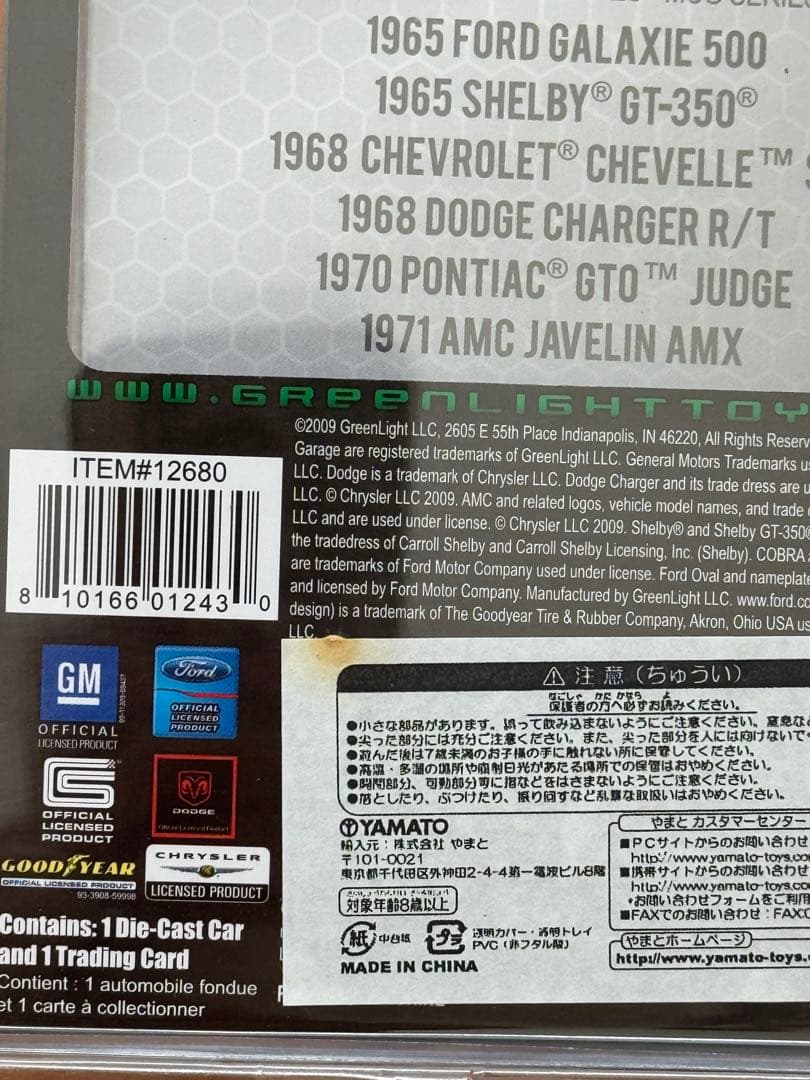 1965 FORD GALAXIE 500
1965 SHELBY® GT-350®
1968 CHEVROLET® CHEVELLE™
1968 DODGE CHARGER R/T
1970 PONTIAC® GTO™ JUDGE
1971 AMC JAVELIN AMX
WWW.GREENLIGHTTOY
©2009 GreenLight LLC, 2605 E 55th Place Indianapolis, IN 46220, All Rights Reserv
Garage are registered trademarks of GreenLight LLC. General Motors Trademarks u
LLC. Dodge is a trademark of Chrysler LLC. Dodge Charger and its trade dress are u
LLC. © Chrysler LLC 2009. AMC and related logos, vehicle model names, and trade
LLC and are used under license. © Chrysler LLC 2009. Shelby® and Shelby GT-350®
the tradedress of Carroll Shelby and Carroll Shelby Licensing, Inc. (Shelby). COBRA
are trademarks of Ford Motor Company used under license. Ford Oval and nameplat
and licensed by Ford Motor Company. Manufactured by GreenLight LLC. www.ford.co
design) is a trademark of The Goodyear Tire & Rubber Company, Akron, Ohio USA us
LLC.
ITEM#12680
8 10166 01243 0
GM
OFFICIAL
LICENSED PRODUCT
Ford
OFFICIAL
LICENSED
PRODUCT
OFFICIAL
LICENSED
PRODUCT
DODGE
Official Licensed Product
GOODYEAR
OFFICIAL LICENSED PRODUCT
93-3908-59998
CHRYSLER
LICENSED PRODUCT
Contains: 1 Die-Cast Car
and 1 Trading Card
Contient : 1 automobile fondue
et 1 carte à collectionner
⚠注意(ちゅうい)
保護者の方へ必ずお読みください。
●小さな部品があります。誤って飲み込まないようにご注意ください。窒息な
●尖った部分には充分ご注意ください。また、尖った部分を人には向けないで
●遊んだ後は7歳未満のお子様の手に触れない所に保管してください。
●高温・多湿の場所や直射日光があたる場所での保管はおやめください。
●開閉部分、可動部分等に指などをはさまないようにご注意ください。
●落としたり、ぶつけたり、振り回すなど乱暴な取扱いはおやめください。
YAMATO
輸入元:株式会社 やまと
〒101-0021
東京都千代田区外神田2-4-4第一電波ビル8階
対象年齢8歳以上
紙 中台紙
プラ 透明カバー・透明トレイ
PVC(非フタル酸)
MADE IN CHINA
やまと カスタマーセンター
■PCサイトからのお問い合わせ
http://www.yamato-toys.co
■携帯サイトからのお問い合わせ
http://www.yamato-toys.co
*お問い合わせフォームをご利用
■FAXでのお問い合わせ:FAX
やまとホームページ
http://www.yamato-toys.